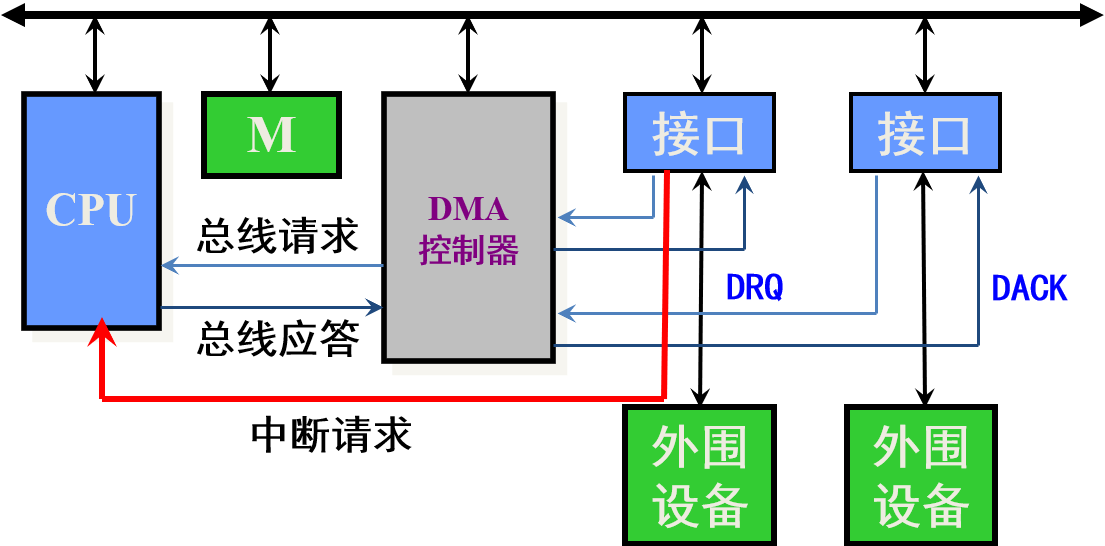 CPU
M
总线请求
总线应答
DMA
控制器
接口
接口
DRQ
DACK
中断请求
外围
设备
外围
设备